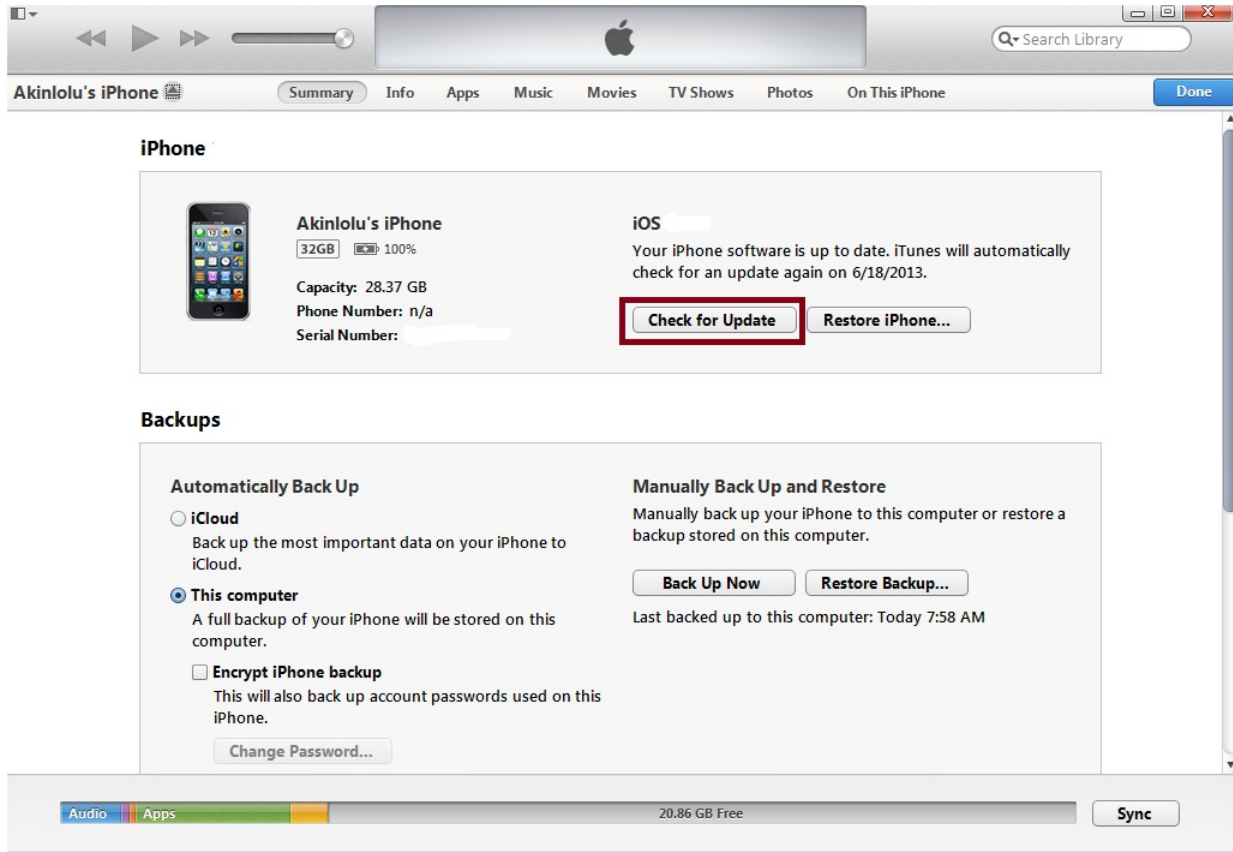 Search Library
Akinlolu's iPhone
Summary Info Apps Music Movies TV Shows Photos On This iPhone
Done
iPhone
Akinlolu's iPhone
32GB 100%
Capacity: 28.37 GB
Phone Number: n/a
Serial Number:
iOS
Your iPhone software is up to date. iTunes will automatically
check for an update again on 6/18/2013.
Check for Update Restore iPhone...
Backups
Automatically Back Up
iCloud
Back up the most important data on your iPhone to
iCloud.
This computer
A full backup of your iPhone will be stored on this
computer.
Encrypt iPhone backup
This will also back up account passwords used on this
iPhone.
Change Password...
Manually Back Up and Restore
Manually back up your iPhone to this computer or restore a
backup stored on this computer.
Back Up Now Restore Backup...
Last backed up to this computer: Today 7:58 AM
Audio Apps 20.86 GB Free Sync